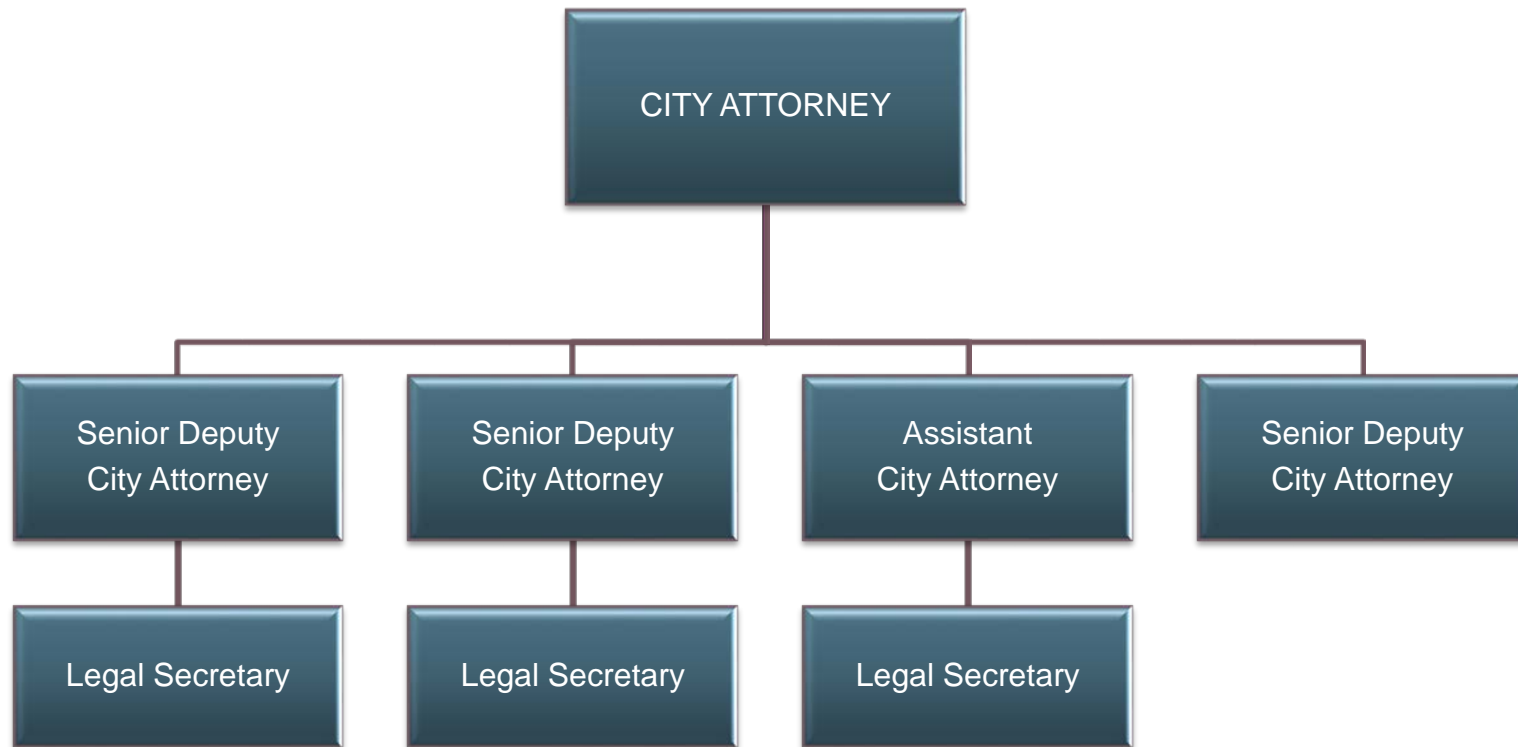 CITY ATTORNEY
Senior Deputy
City Attorney
Senior Deputy
City Attorney
Assistant
City Attorney
Senior Deputy
City Attorney
Legal Secretary
Legal Secretary
Legal Secretary